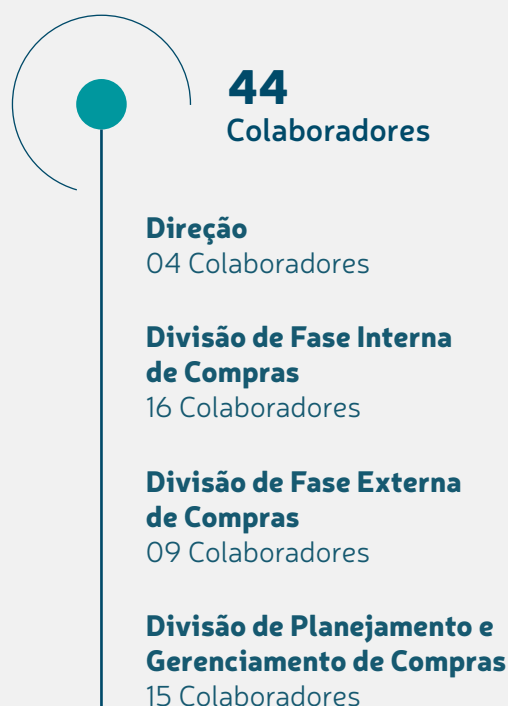 44
Colaboradores
Direção
04 Colaboradores
Divisão de Fase Interna
de Compras
16 Colaboradores
Divisão de Fase Externa
de Compras
09 Colaboradores
Divisão de Planejamento e
Gerenciamento de Compras
15 Colaboradores